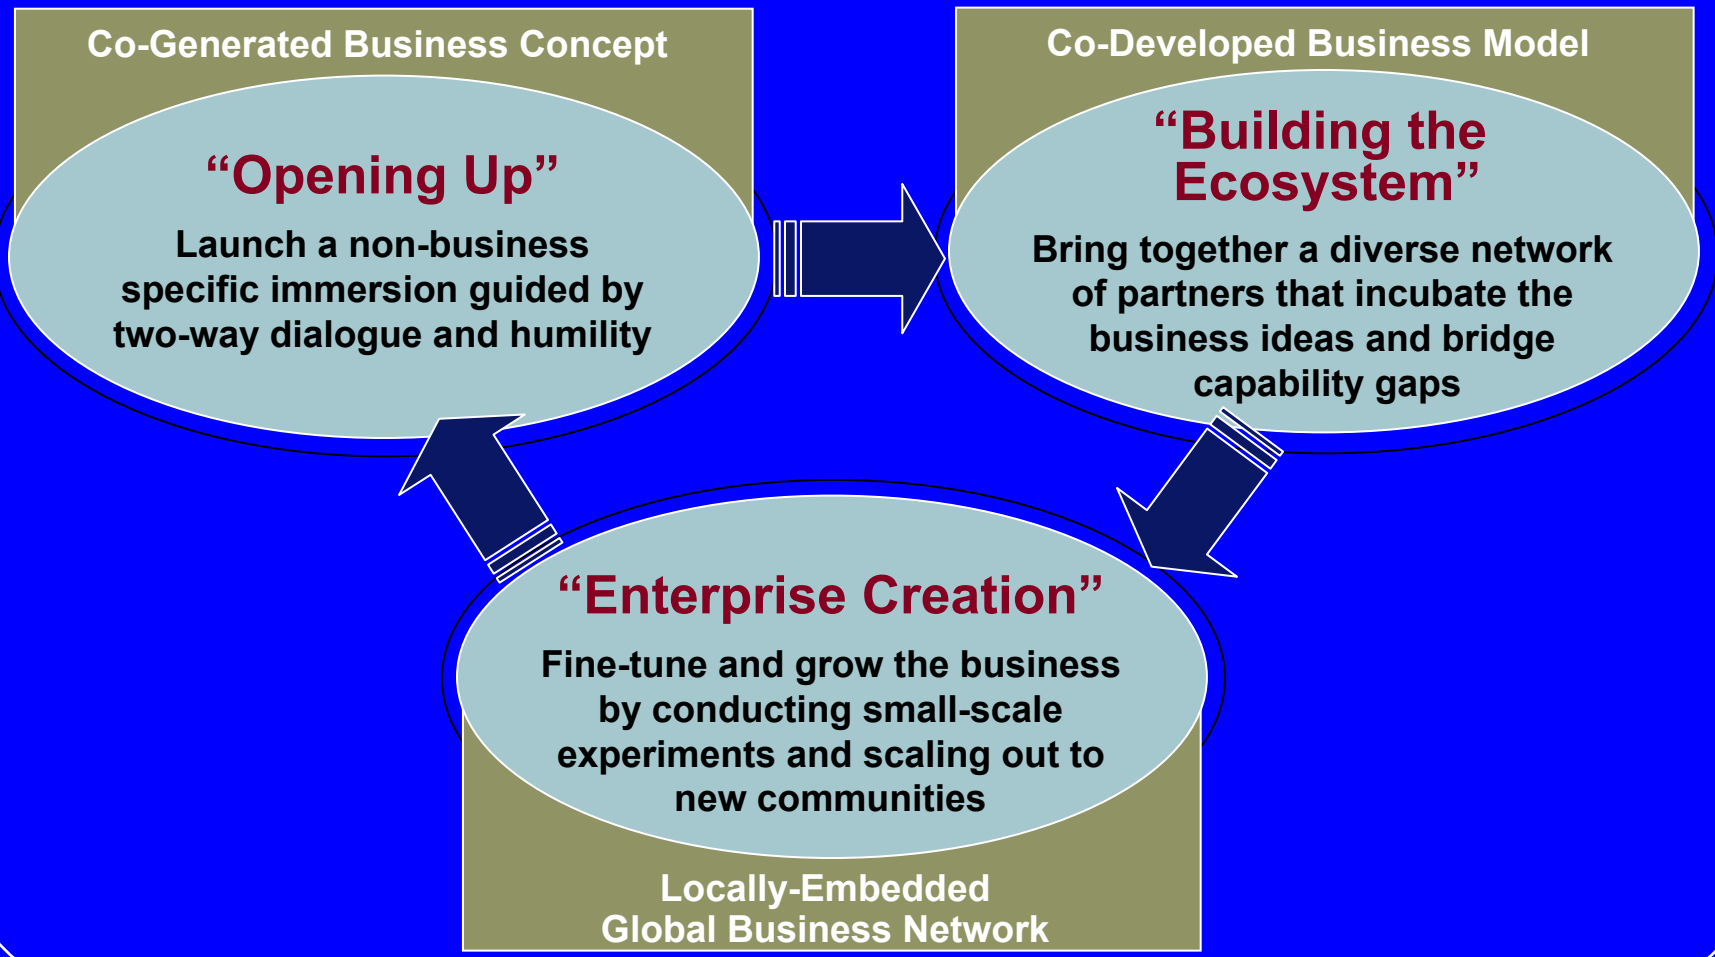 Co-Generated Business Concept
“Opening Up”
Launch a non-business
specific immersion guided by
two-way dialogue and humility
Co-Developed Business Model
“Building the
Ecosystem”
Bring together a diverse network
of partners that incubate the
business ideas and bridge
capability gaps
“Enterprise Creation”
Fine-tune and grow the business
by conducting small-scale
experiments and scaling out to
new communities
Locally-Embedded
Global Business Network